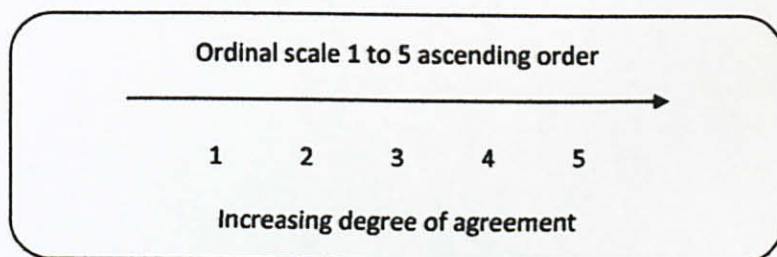 Ordinal scale 1 to 5 ascending order
1 2 3 4 5
Increasing degree of agreement